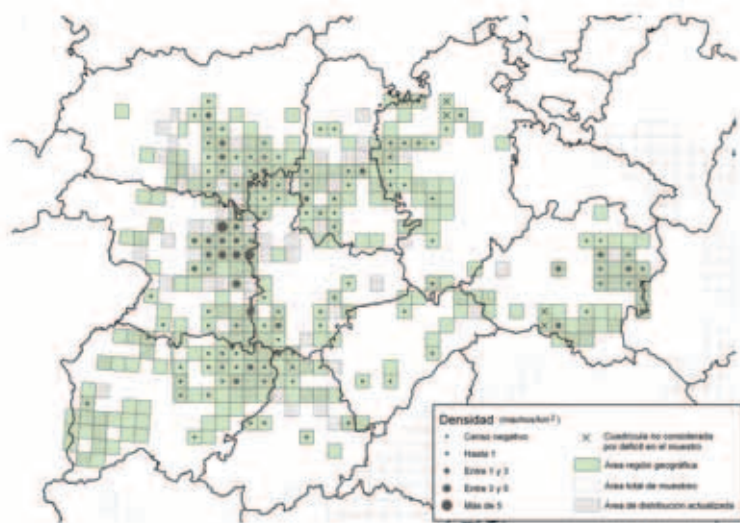 Densidad (machos/km²)
Censo negativo
Hasta 1
Entre 1 y 3
Entre 3 y 5
Más de 5
Cuadrícula no considerada
por déficit en el muestreo
Área región geográfica
Área total de muestreo
Área de distribución actualizada